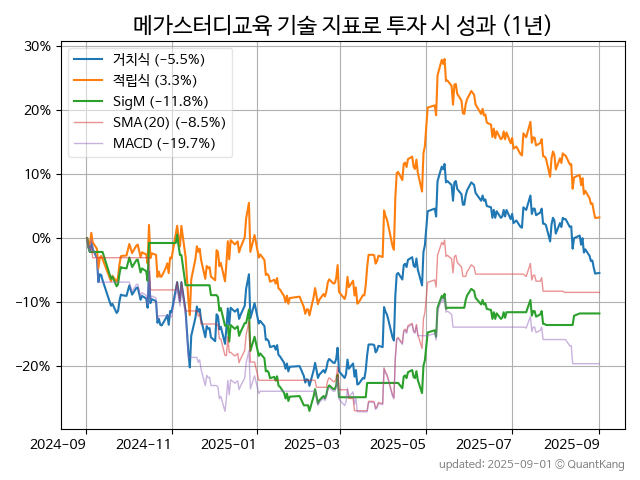 메가스터디교육 기술 지표로 투자 시 성과 (1년)
거치식 (−5.5%)
적립식 (3.3%)
SigM (−11.8%)
SMA(20) (−8.5%)
MACD (−19.7%)
30%
20%
10%
0%
−10%
−20%
2024-09 2024-11 2025-01 2025-03 2025-05 2025-07 2025-09
updated: 2025-09-01 © QuantKang